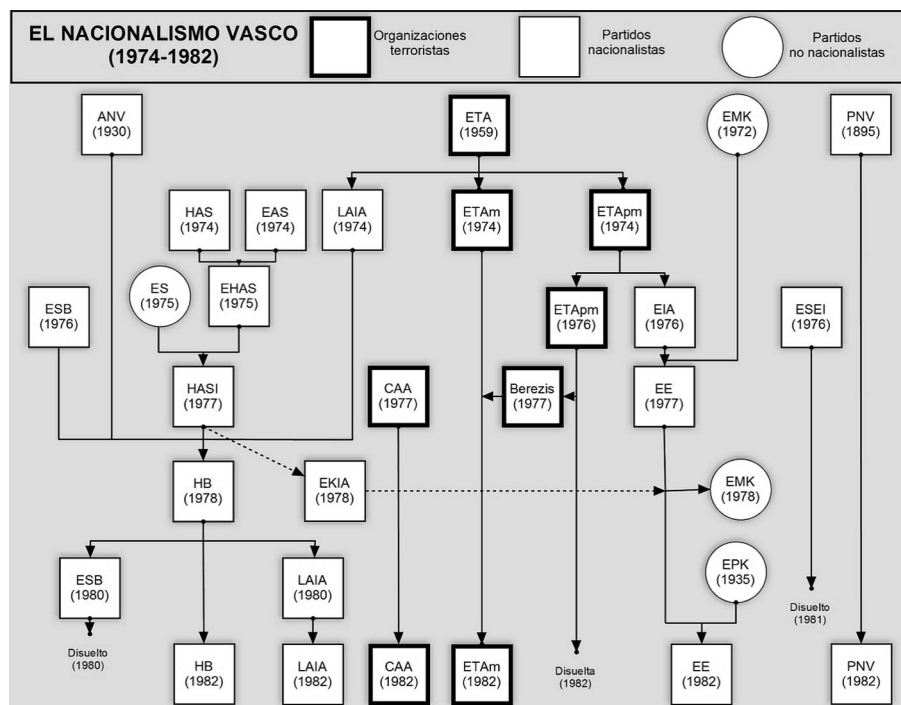 EL NACIONALISMO VASCO
(1974-1982)
Organizaciones
terroristas
Partidos
nacionalistas
Partidos
no nacionalistas
ANV
(1930)
ETA
(1959)
EMK
(1972)
PNV
(1895)
HAS
(1974)
EAS
(1974)
LAIA
(1974)
ETAm
(1974)
ETApm
(1974)
ES
(1975)
EHAS
(1975)
ESB
(1976)
ETApm
(1976)
EIA
(1976)
ESEI
(1976)
HASI
(1977)
CAA
(1977)
Berezis
(1977)
EE
(1977)
HB
(1978)
EKIA
(1978)
EMK
(1978)
ESB
(1980)
LAIA
(1980)
EPK
(1935)
Disuelto
(1981)
Disuelto
(1980)
HB
(1982)
LAIA
(1982)
CAA
(1982)
ETAm
(1982)
Disuelta
(1982)
EE
(1982)
PNV
(1982)